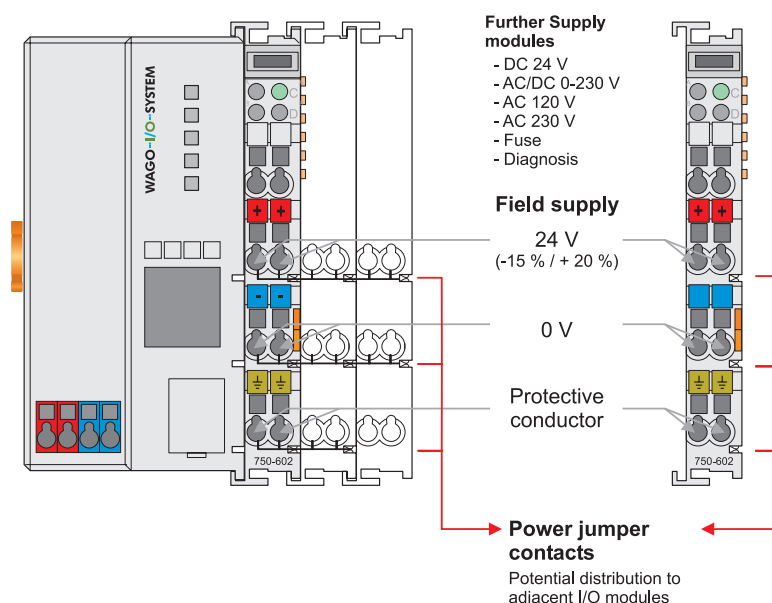 Further Supply
modules
- DC 24 V
- AC/DC 0-230 V
- AC 120 V
- AC 230 V
- Fuse
- Diagnosis
WAGO-I/O-SYSTEM
C
D
+ +
Field supply
24 V
(-15 % / + 20 %)
- -
0 V
Protective
conductor
750-602
C
D
+ +
750-602
Power jumper
contacts
Potential distribution to
adjacent I/O modules